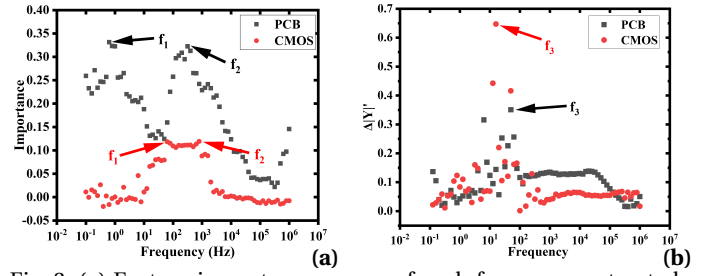 0.40
0.35
0.30
0.25
0.20
0.15
0.10
0.05
0.00
-0.05
Importance
PCB
CMOS
f1
f2
f1
f2
10-2 10-1 100 101 102 103 104 105 106 107
Frequency (Hz)
(a)
0.7
0.6
0.5
0.4
0.3
0.2
0.1
0.0
Δ|Y|'
PCB
CMOS
f3
f3
10-2 10-1 100 101 102 103 104 105 106 107
Frequency (Hz)
(b)